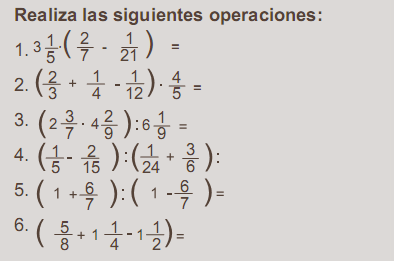 Realiza las siguientes operaciones:
1. 3 1/5 · ( 2/7 - 1/21 ) =
2. ( 2/3 + 1/4 - 1/12 ) · 4/5 =
3. ( 2 3/7 · 4 2/9 ) : 6 1/9 =
4. ( 1/5 - 2/15 ) : ( 1/24 + 3/6 ) :
5. ( 1 + 6/7 ) : ( 1 - 6/7 ) =
6. ( 5/8 + 1 1/4 - 1 1/2 ) =